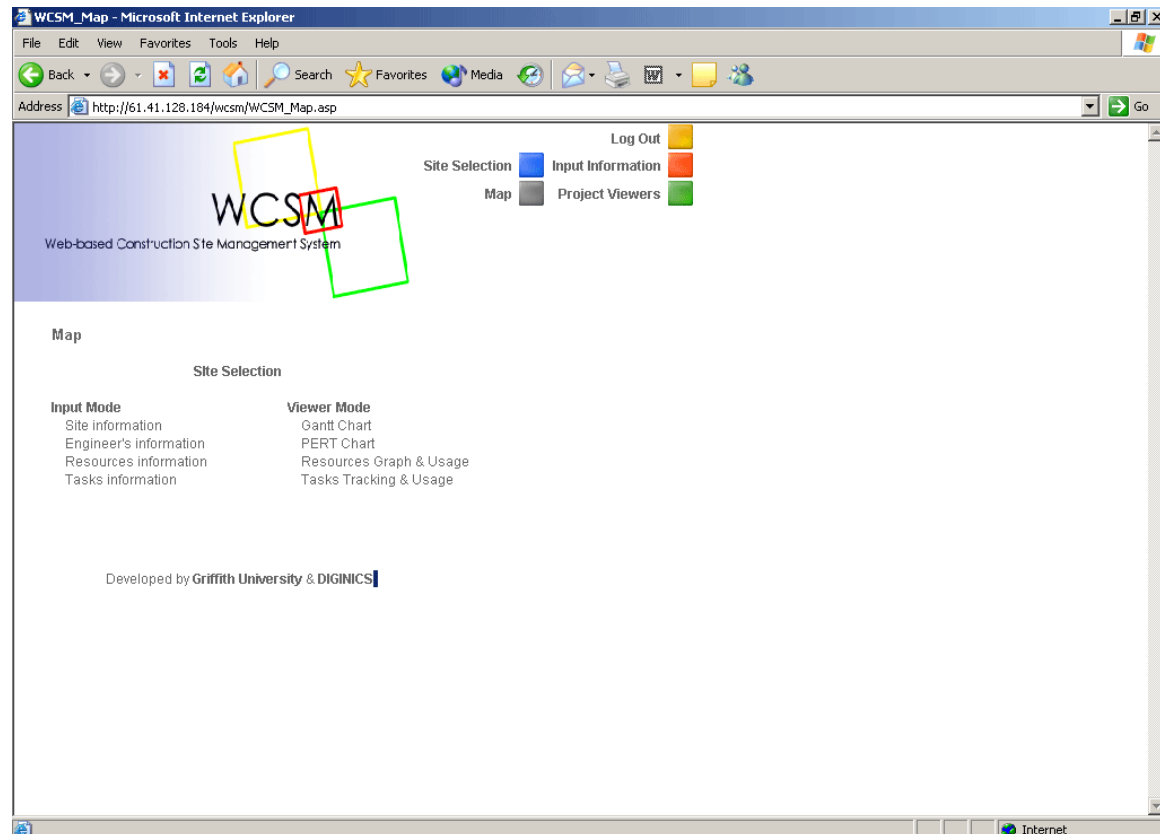 WCSM_Map - Microsoft Internet Explorer
File Edit View Favorites Tools Help
Back Search Favorites Media
Address http://61.41.128.184/wcsm/WCSM_Map.asp Go
Log Out
Site Selection Input Information
Map Project Viewers
WCSM
Web-based Construction Site Management System
Map
SIte Selection
Input Mode Viewer Mode
Site information Gantt Chart
Engineer's information PERT Chart
Resources information Resources Graph & Usage
Tasks information Tasks Tracking & Usage
Developed by Griffith University & DIGINICS
Internet